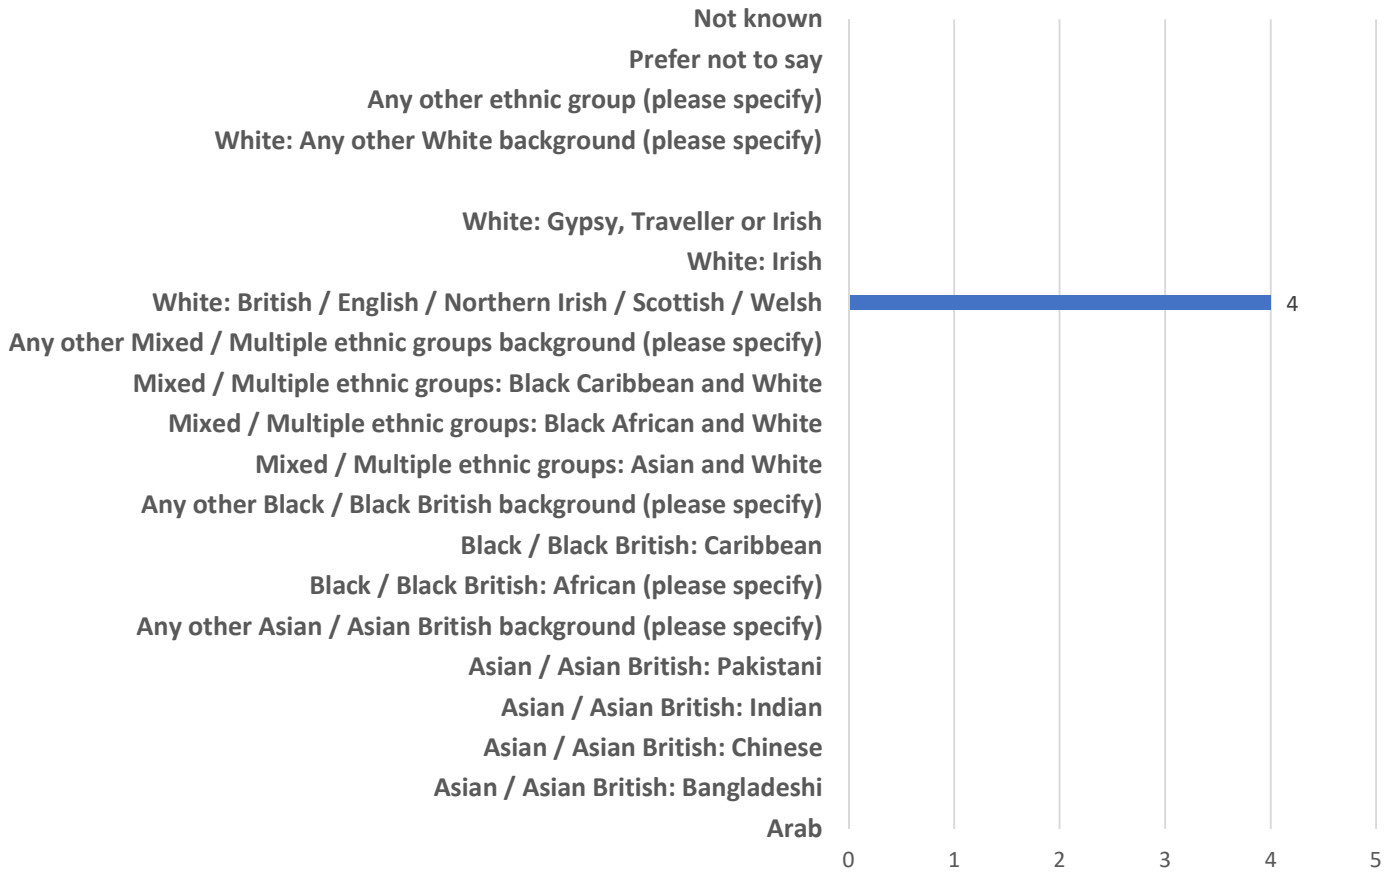 Not known
Prefer not to say
Any other ethnic group (please specify)
White: Any other White background (please specify)
White: Gypsy, Traveller or Irish
White: Irish
White: British / English / Northern Irish / Scottish / Welsh
4
Any other Mixed / Multiple ethnic groups background (please specify)
Mixed / Multiple ethnic groups: Black Caribbean and White
Mixed / Multiple ethnic groups: Black African and White
Mixed / Multiple ethnic groups: Asian and White
Any other Black / Black British background (please specify)
Black / Black British: Caribbean
Black / Black British: African (please specify)
Any other Asian / Asian British background (please specify)
Asian / Asian British: Pakistani
Asian / Asian British: Indian
Asian / Asian British: Chinese
Asian / Asian British: Bangladeshi
Arab
0 1 2 3 4 5